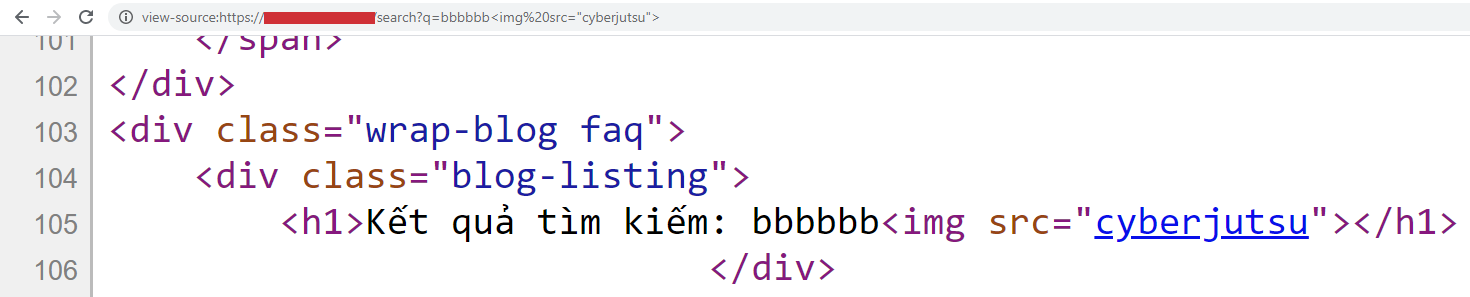 view-source:https:// /search?q=bbbbbb<img%20src="cyberjutsu">
101 </span>
102 </div>
103 <div class="wrap-blog faq">
104 <div class="blog-listing">
105 <h1>Kết quả tìm kiếm: bbbbbb<img src="cyberjutsu"></h1>
106 </div>